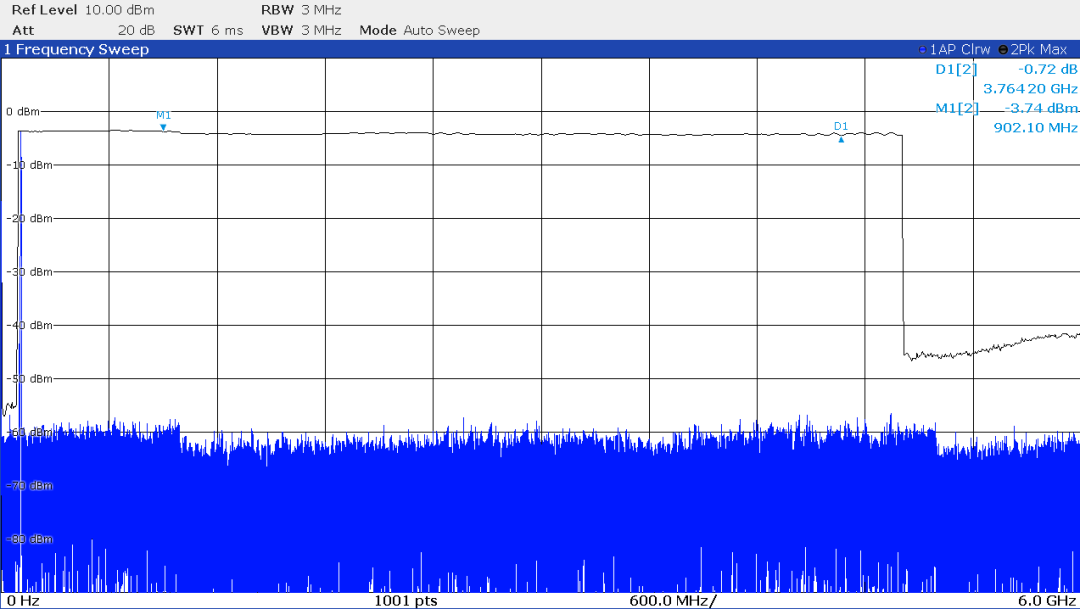 Ref Level 10.00 dBm RBW 3 MHz
Att 20 dB SWT 6 ms VBW 3 MHz Mode Auto Sweep
1 Frequency Sweep 1AP Clrw 2Pk Max
D1[2] -0.72 dB
3.76420 GHz
M1[2] -3.74 dBm
902.10 MHz
0 dBm
M1
D1
-10 dBm
-20 dBm
-30 dBm
-40 dBm
-50 dBm
-60 dBm
-70 dBm
-80 dBm
0 Hz 1001 pts 600.0 MHz/ 6.0 GHz